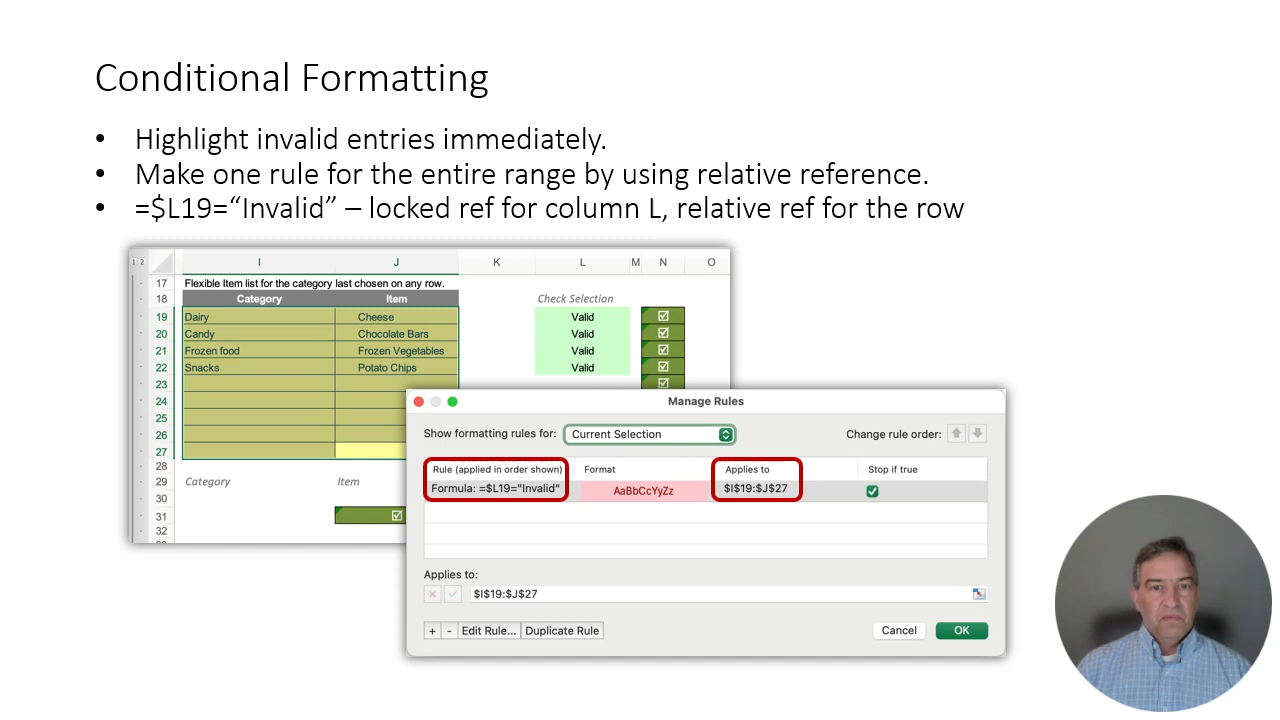 Conditional Formatting
• Highlight invalid entries immediately.
• Make one rule for the entire range by using relative reference.
• =$L19=“Invalid” – locked ref for column L, relative ref for the row
1 2 I J K L M N O
17 Flexible Item list for the category last chosen on any row.
18 Category Item Check Selection
19 Dairy Cheese Valid
20 Candy Chocolate Bars Valid
21 Frozen food Frozen Vegetables Valid
22 Snacks Potato Chips Valid
23
24
25
26
27
28
29 Category Item
31
32
Manage Rules
Show formatting rules for: Current Selection Change rule order:
Rule (applied in order shown) Format Applies to Stop if true
Formula: =$L19="Invalid" AaBbCcYyZz $I$19:$J$27
Applies to:
$I$19:$J$27
+ - Edit Rule... Duplicate Rule Cancel OK